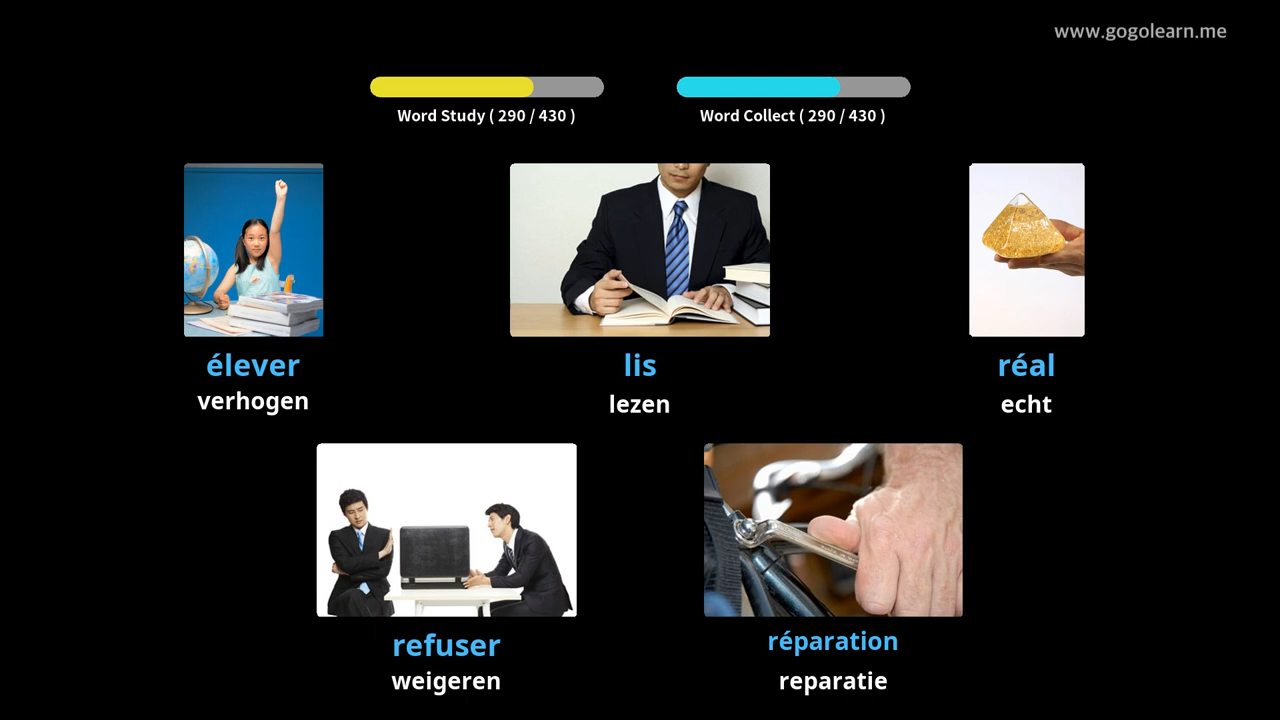 www.gogolearn.me
Word Study ( 290 / 430 )
Word Collect ( 290 / 430 )
élever
verhogen
lis
lezen
réal
echt
refuser
weigeren
réparation
reparatie